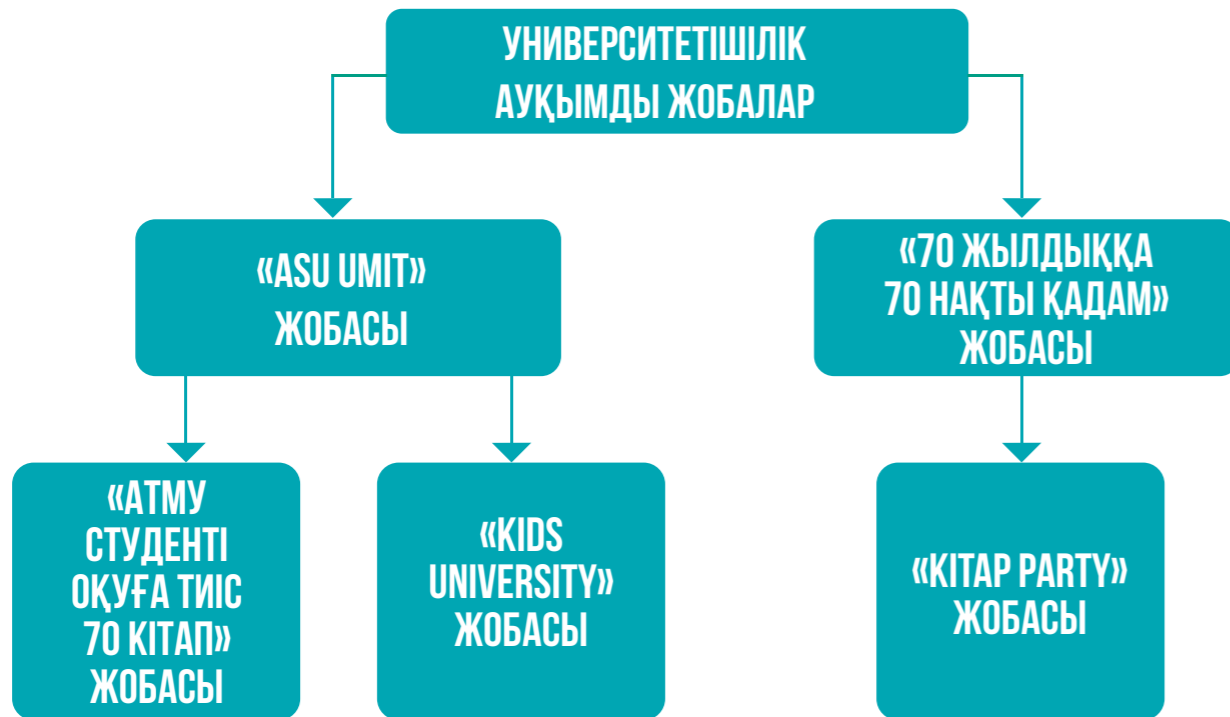 УНИВЕРСИТЕТІШІЛІК
АУҚЫМДЫ ЖОБАЛАР
«ASU UMIT»
ЖОБАСЫ
«70 ЖЫЛДЫҚҚА
70 НАҚТЫ ҚАДАМ»
ЖОБАСЫ
«АТМУ
СТУДЕНТІ
ОҚУҒА ТИІС
70 КІТАП»
ЖОБАСЫ
«KIDS
UNIVERSITY»
ЖОБАСЫ
«KITAP PARTY»
ЖОБАСЫ